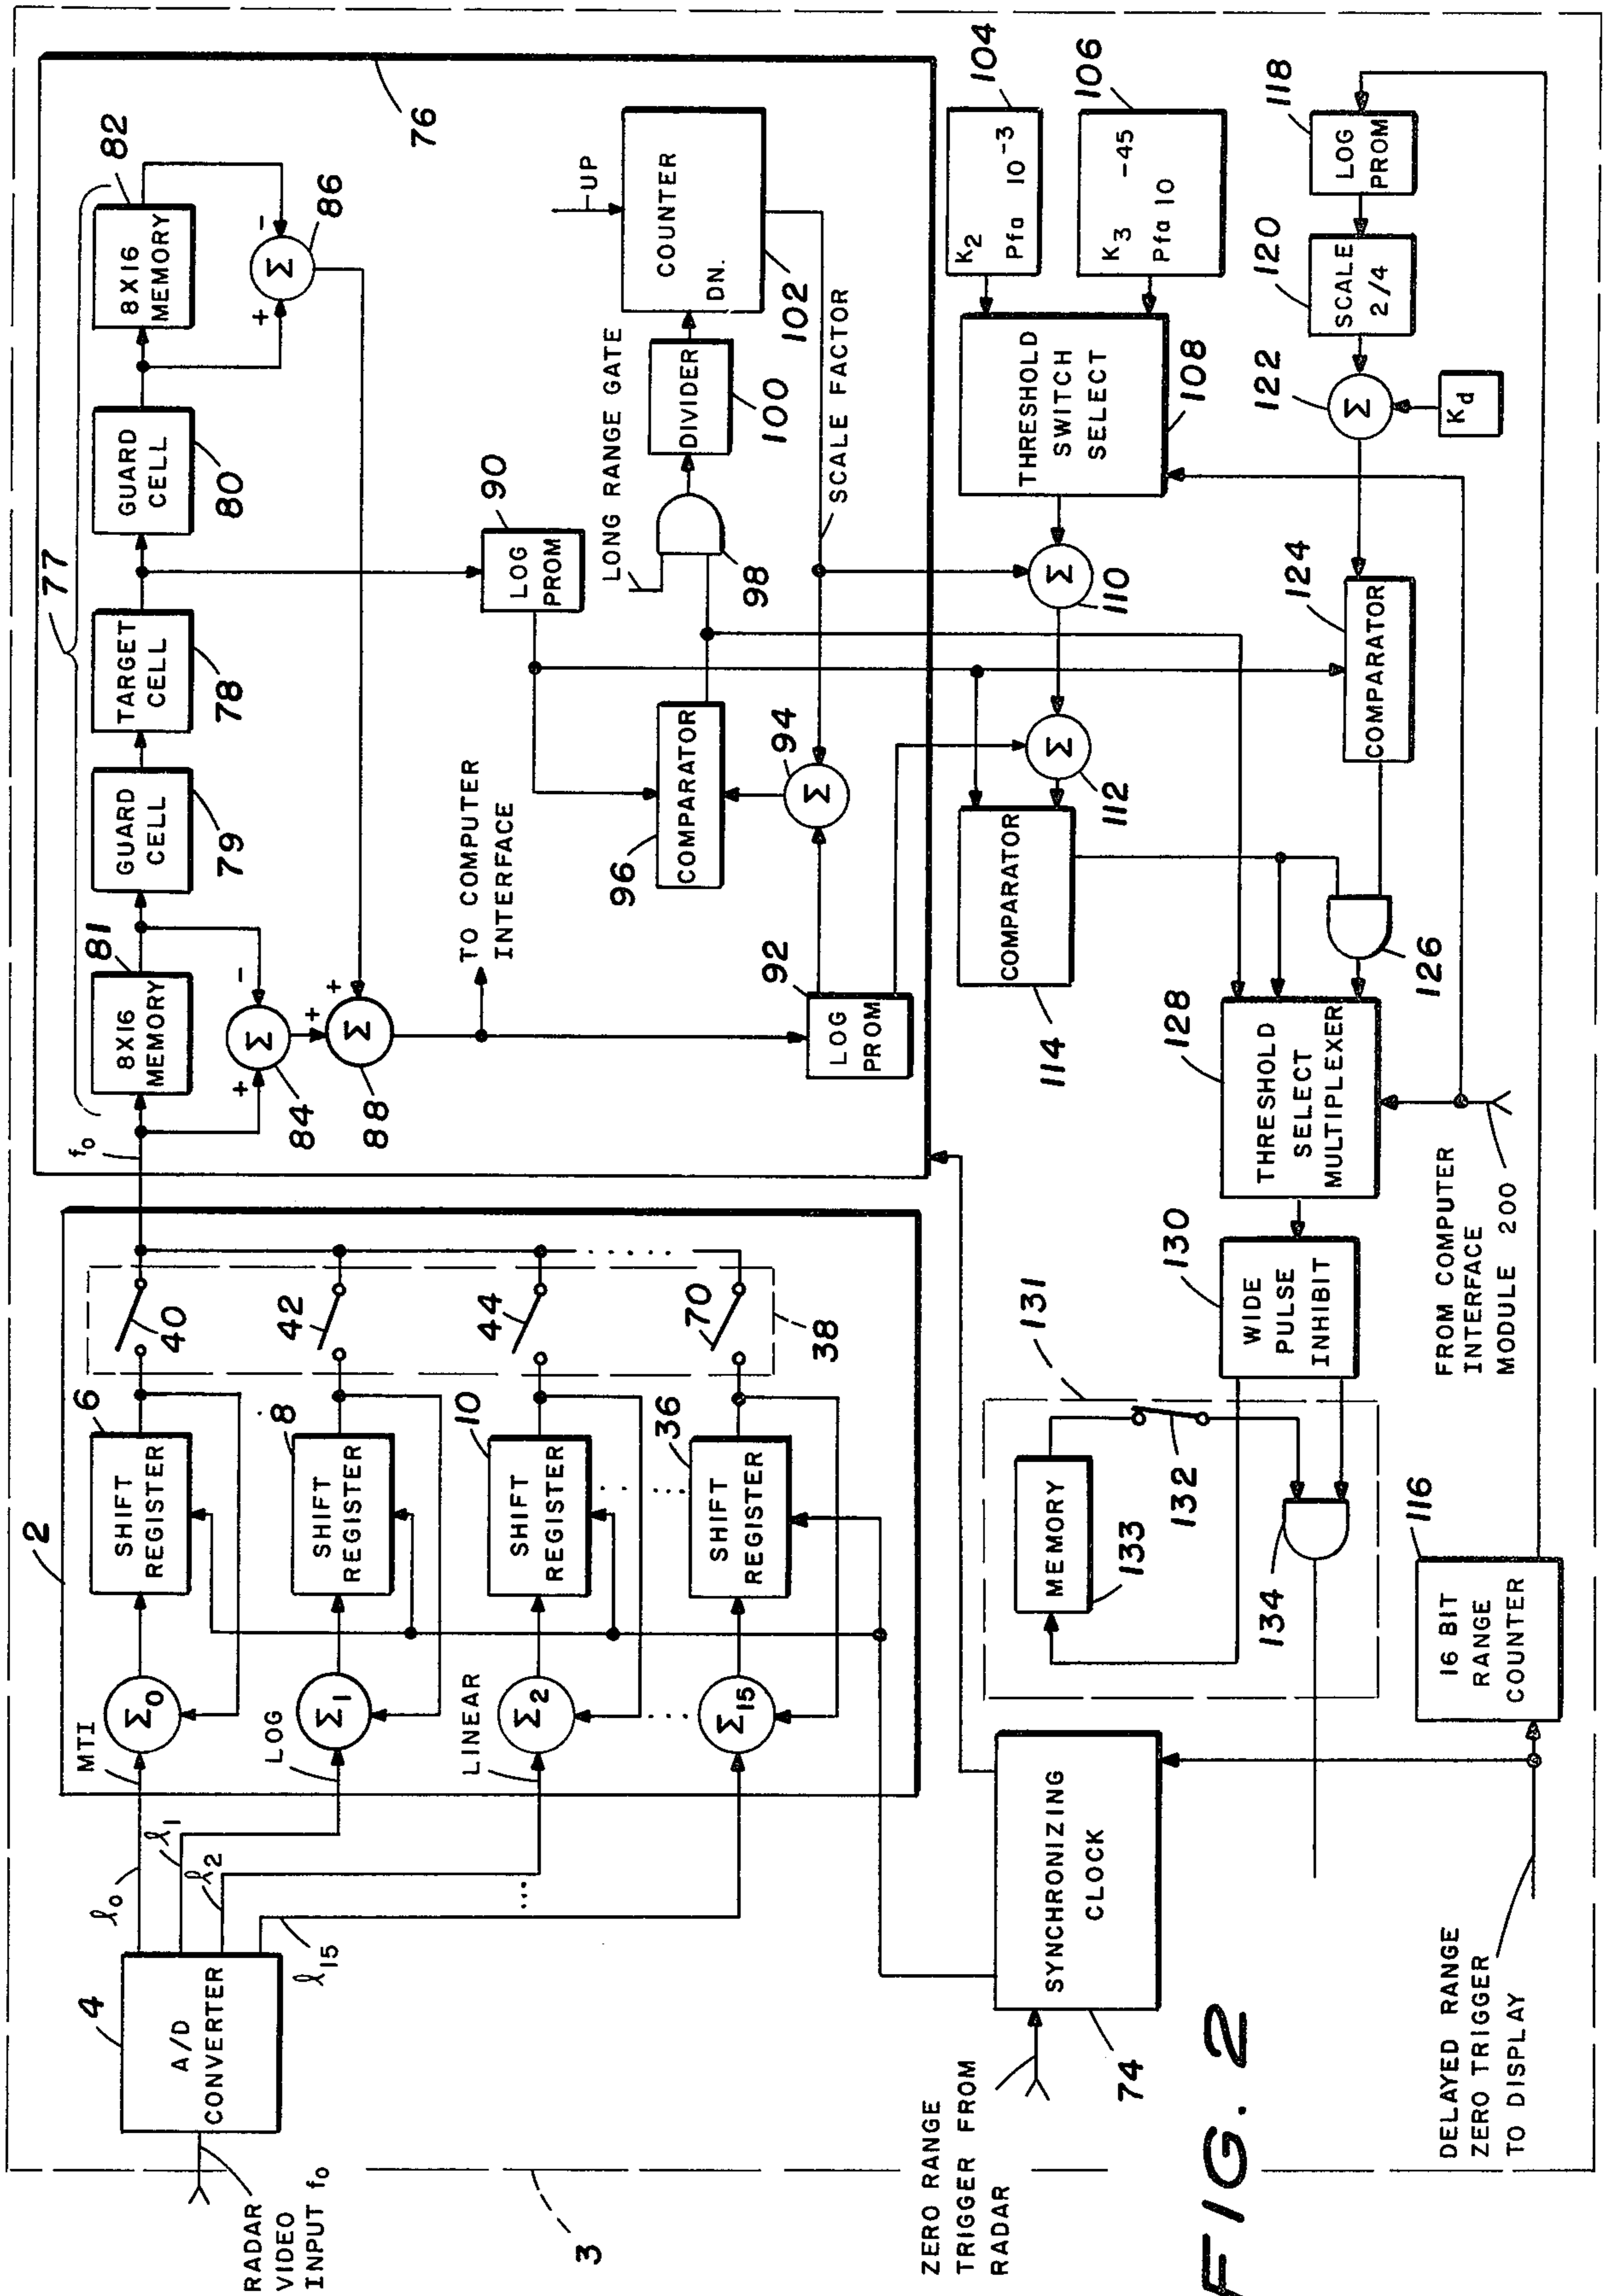 RADAR
VIDEO
INPUT f0
3
4
A/D
CONVERTER
l0
l1
l2
l15
...
2
MTI
Σ0
SHIFT
REGISTER
6
40
LOG
Σ1
SHIFT
REGISTER
8
42
LINEAR
Σ2
SHIFT
REGISTER
10
44
Σ15
SHIFT
REGISTER
36
70
38
f0
77
81
8X16
MEMORY
79
GUARD
CELL
TARGET
CELL
78
GUARD
CELL
80
82
8X16
MEMORY
76
+
-
Σ
84
+
+
Σ
88
+
-
Σ
86
TO COMPUTER
INTERFACE
90
LOG
PROM
92
LOG
PROM
96
COMPARATOR
94
Σ
LONG RANGE GATE
98
DIVIDER
100
UP
COUNTER
DN.
102
SCALE FACTOR
K2
Pfa 10-3
104
K3
Pfa 10-45
106
THRESHOLD
SWITCH
SELECT
108
Σ
110
Σ
112
COMPARATOR
114
118
LOG
PROM
120
SCALE
2/4
122
Σ
Kd
124
COMPARATOR
126
128
THRESHOLD
SELECT
MULTIPLEXER
130
WIDE
PULSE
INHIBIT
131
MEMORY
133
132
134
FROM COMPUTER
INTERFACE
MODULE 200
116
16 BIT
RANGE
COUNTER
SYNCHRONIZING
CLOCK
74
ZERO RANGE
TRIGGER FROM
RADAR
DELAYED RANGE
ZERO TRIGGER
TO DISPLAY
FIG. 2